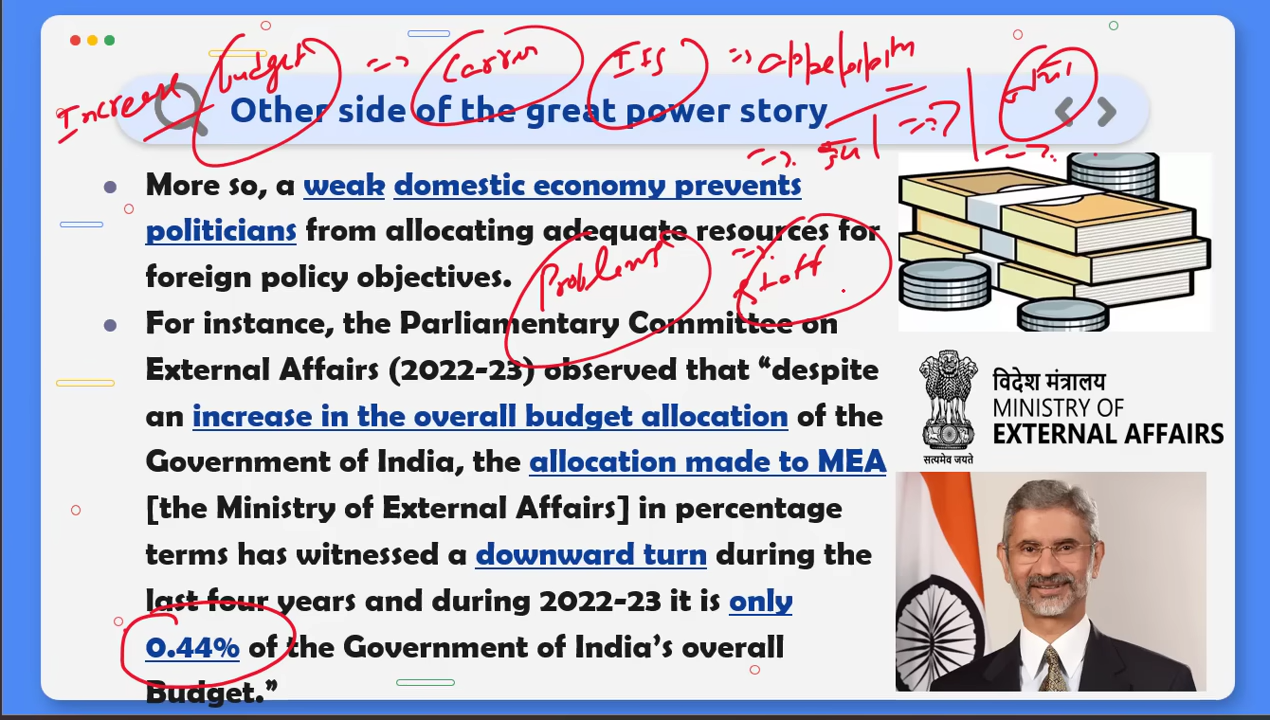 Increase budget => Carrier IFS =>
Other side of the great power story
More so, a weak domestic economy prevents
politicians from allocating adequate resources for
foreign policy objectives.
Problems => Staff
For instance, the Parliamentary Committee on
External Affairs (2022-23) observed that “despite
an increase in the overall budget allocation of the
Government of India, the allocation made to MEA
[the Ministry of External Affairs] in percentage
terms has witnessed a downward turn during the
last four years and during 2022-23 it is only
0.44% of the Government of India’s overall
Budget.”
विदेश मंत्रालय
MINISTRY OF
EXTERNAL AFFAIRS
सत्यमेव जयते